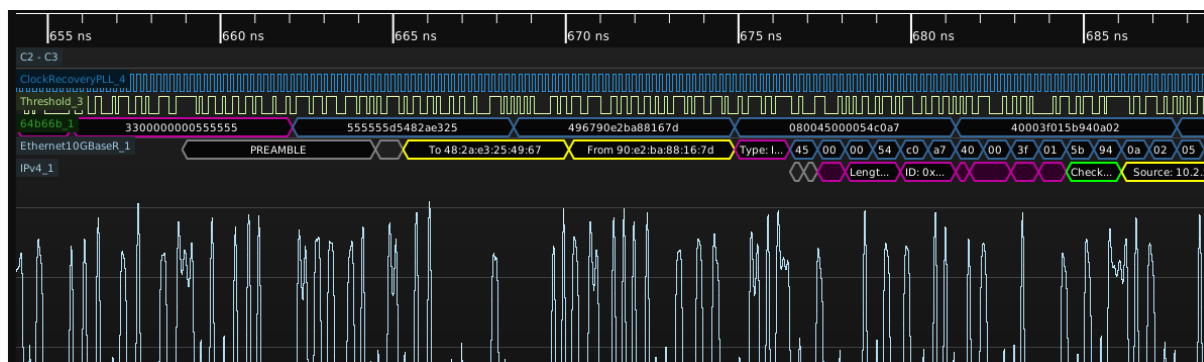 655 ns 660 ns 665 ns 670 ns 675 ns 680 ns 685 ns
C2 - C3
ClockRecoveryPLL_4
Threshold_3
64b66b_1 3300000000555555 555555d5482ae325 496790e2ba88167d 080045000054c0a7 40003f015b940a02
Ethernet10GBaseR_1 PREAMBLE To 48:2a:e3:25:49:67 From 90:e2:ba:88:16:7d Type: I... 45 00 00 54 c0 a7 40 00 3f 01 5b 94 0a 02 05
IPv4_1 Lengt... ID: 0x... Check... Source: 10.2..